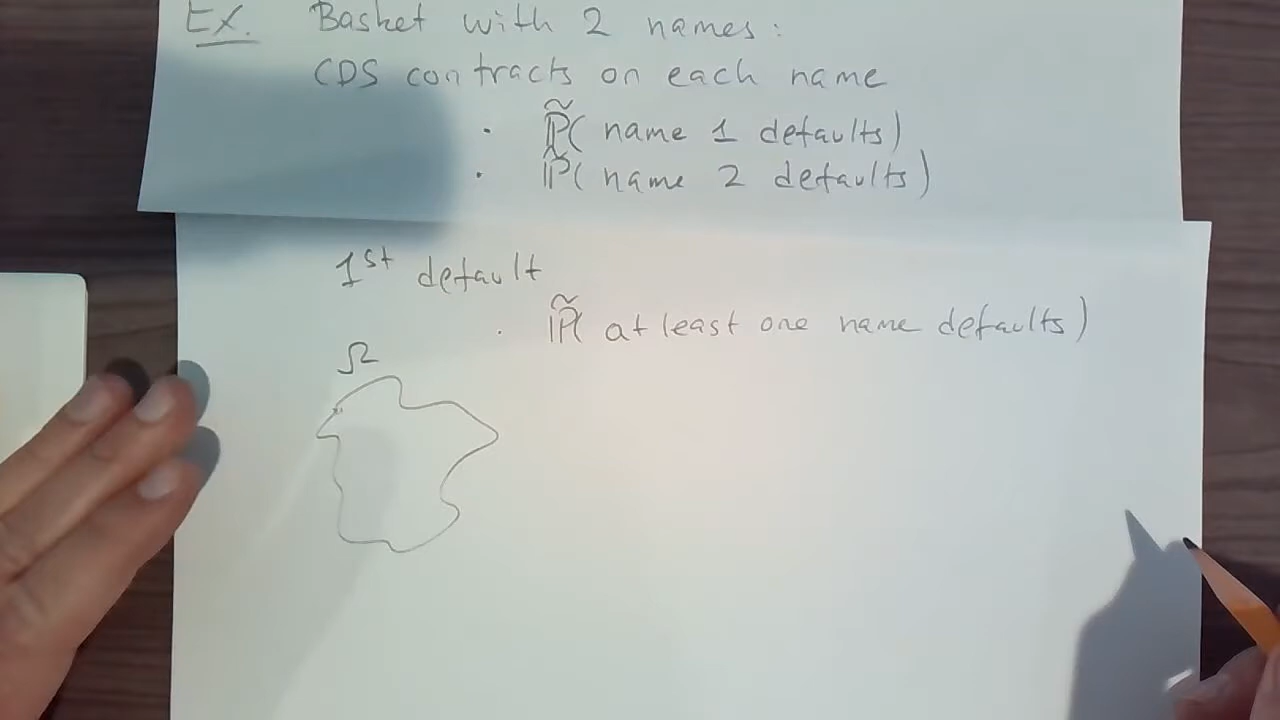 Ex. Basket with 2 names:
CDS contracts on each name
· P̃( name 1 defaults)
· P̃( name 2 defaults)
1st default
· P̃( at least one name defaults)
Ω